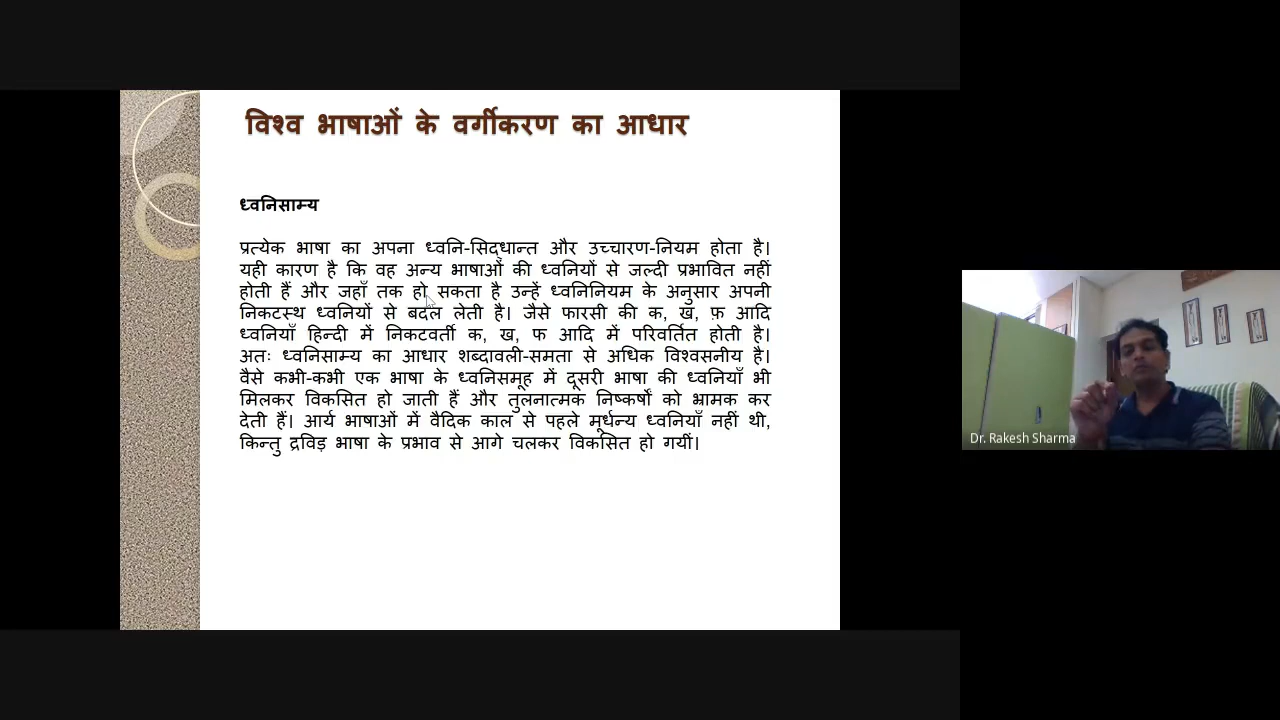 विश्व भाषाओं के वर्गीकरण का आधार
ध्वनिसाम्य
प्रत्येक भाषा का अपना ध्वनि-सिद्धान्त और उच्चारण-नियम होता है।
यही कारण है कि वह अन्य भाषाओं की ध्वनियों से जल्दी प्रभावित नहीं
होती हैं और जहाँ तक हो सकता है उन्हें ध्वनिनियम के अनुसार अपनी
निकटस्थ ध्वनियों से बदल लेती है। जैसे फारसी की क, ख़, फ़ आदि
ध्वनियाँ हिन्दी में निकटवर्ती क, ख, फ आदि में परिवर्तित होती है।
अतः ध्वनिसाम्य का आधार शब्दावली-समता से अधिक विश्वसनीय है।
वैसे कभी-कभी एक भाषा के ध्वनिसमूह में दूसरी भाषा की ध्वनियाँ भी
मिलकर विकसित हो जाती हैं और तुलनात्मक निष्कर्षों को भ्रामक कर
देती हैं। आर्य भाषाओं में वैदिक काल से पहले मूर्धन्य ध्वनियाँ नहीं थी,
किन्तु द्रविड़ भाषा के प्रभाव से आगे चलकर विकसित हो गयीं।
Dr. Rakesh Sharma